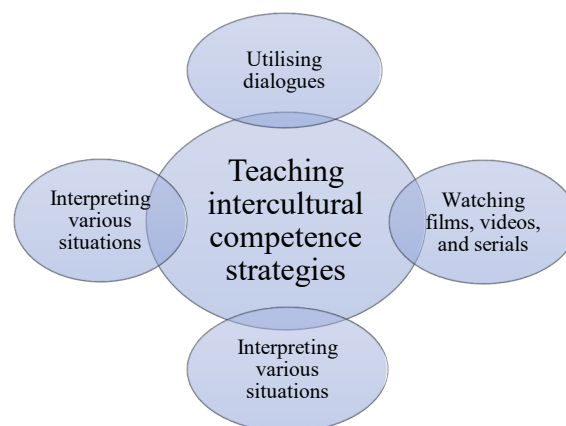 Utilising
dialogues
Teaching
intercultural
competence
strategies
Interpreting
various
situations
Watching
films, videos,
and serials
Interpreting
various
situations